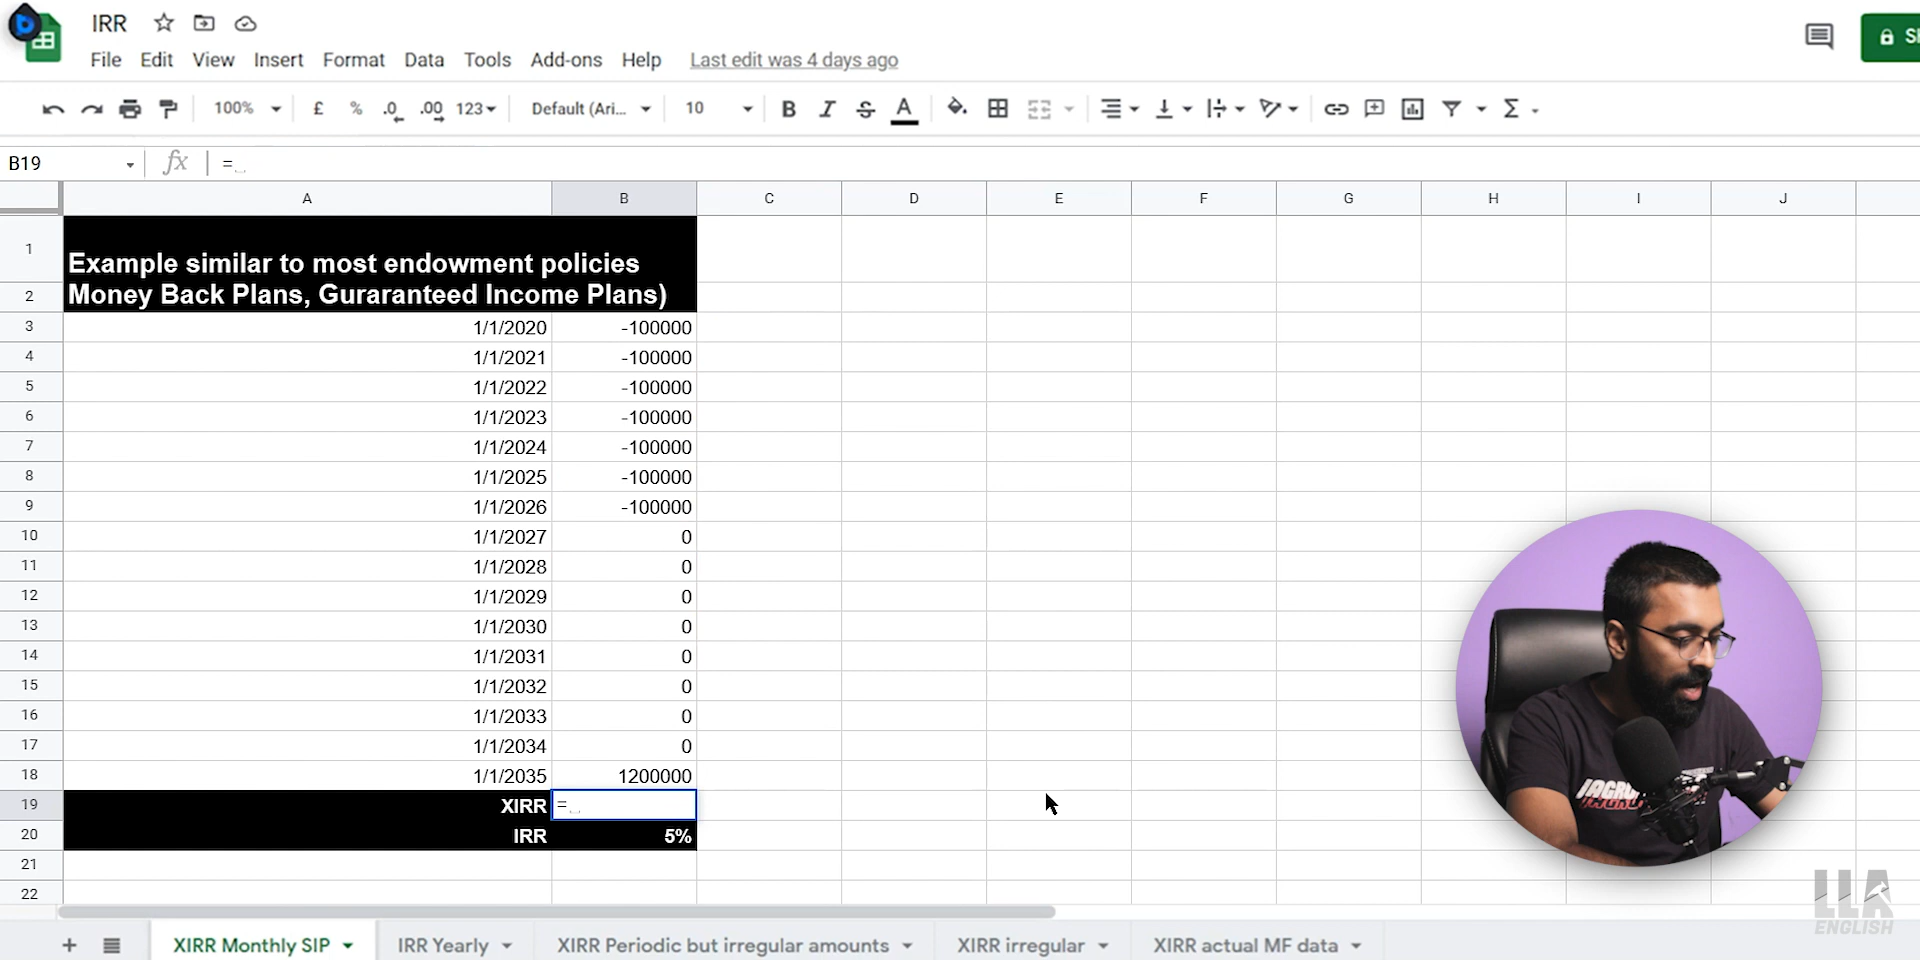 IRR
File Edit View Insert Format Data Tools Add-ons Help Last edit was 4 days ago
100% £ % .0 .00 123 Default (Ari... 10 B I S A Σ
B19 fx =
A B C D E F G H I J
1 Example similar to most endowment policies
2 Money Back Plans, Guraranteed Income Plans)
3 1/1/2020 -100000
4 1/1/2021 -100000
5 1/1/2022 -100000
6 1/1/2023 -100000
7 1/1/2024 -100000
8 1/1/2025 -100000
9 1/1/2026 -100000
10 1/1/2027 0
11 1/1/2028 0
12 1/1/2029 0
13 1/1/2030 0
14 1/1/2031 0
15 1/1/2032 0
16 1/1/2033 0
17 1/1/2034 0
18 1/1/2035 1200000
19 XIRR =
20 IRR 5%
21
22
LLA
ENGLISH
+ XIRR Monthly SIP IRR Yearly XIRR Periodic but irregular amounts XIRR irregular XIRR actual MF data